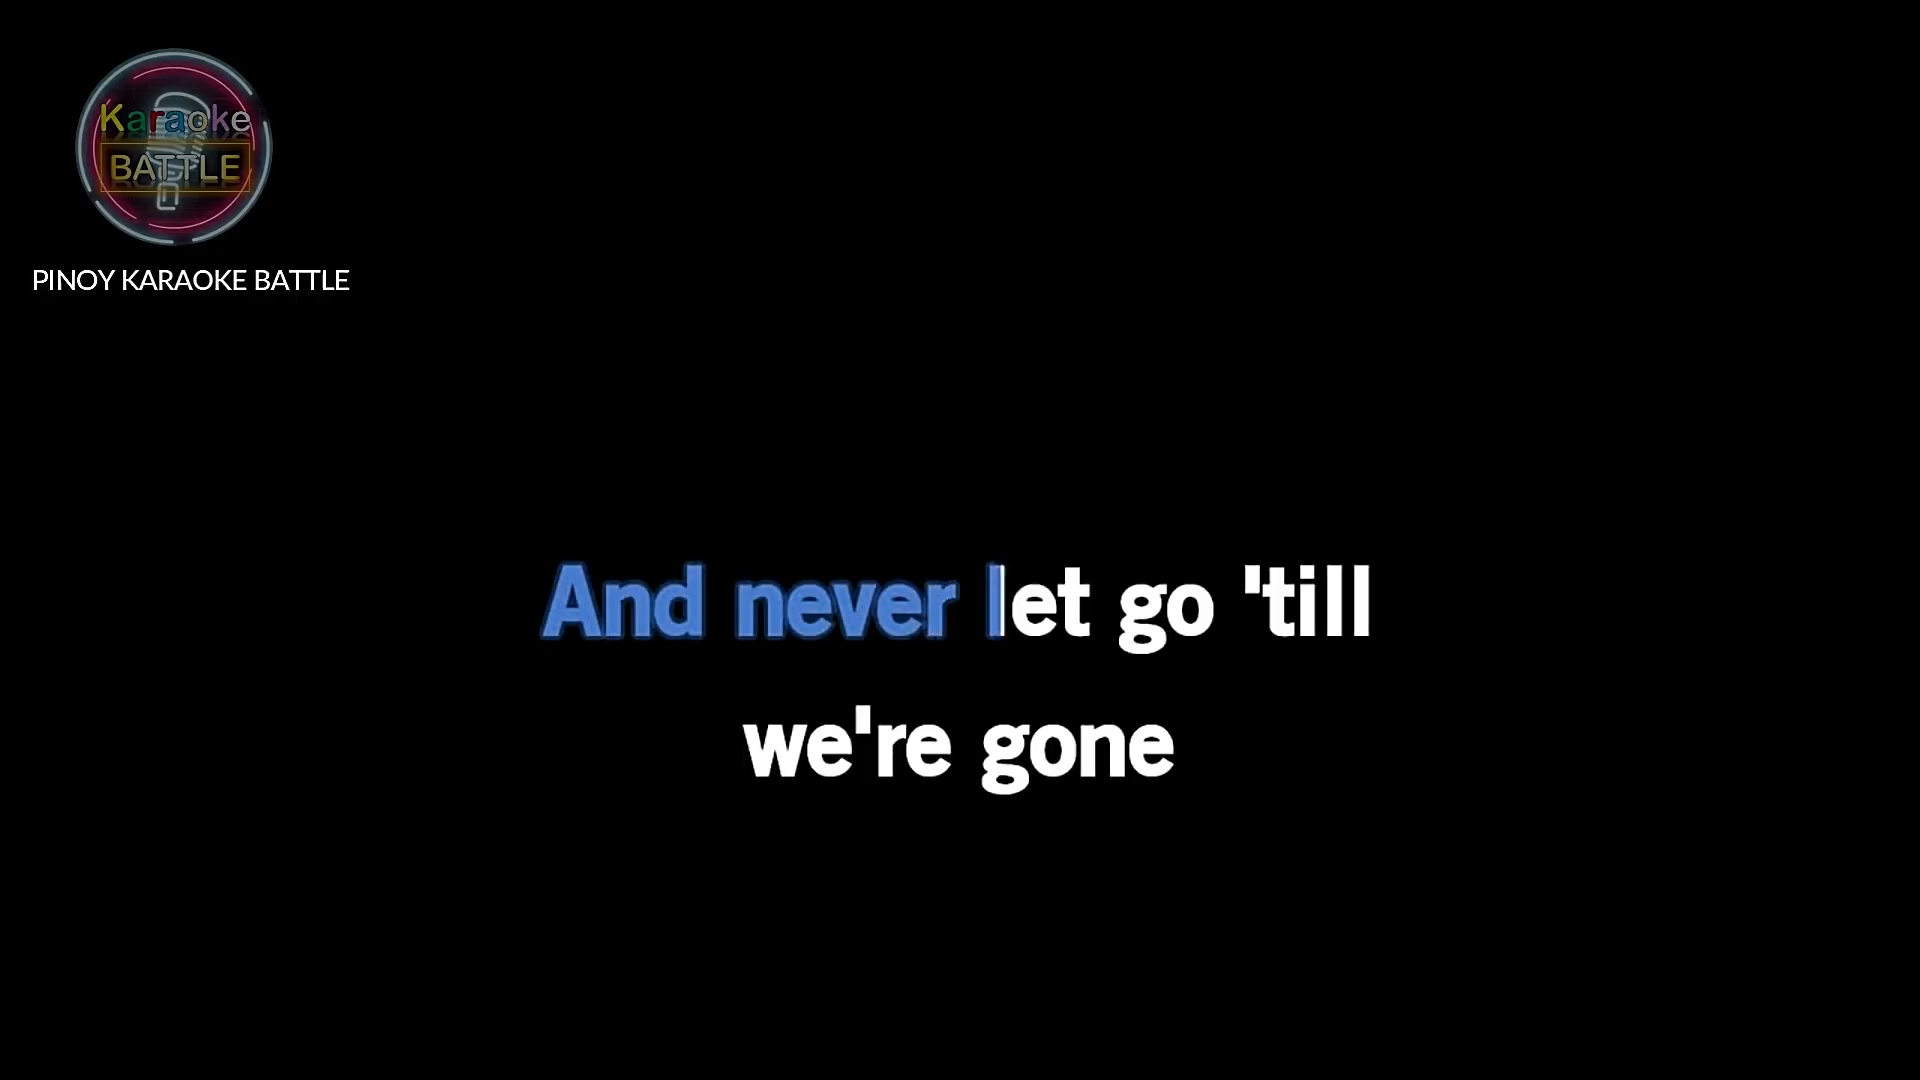 Karaoke
BATTLE
PINOY KARAOKE BATTLE
And never let go 'till
we're gone